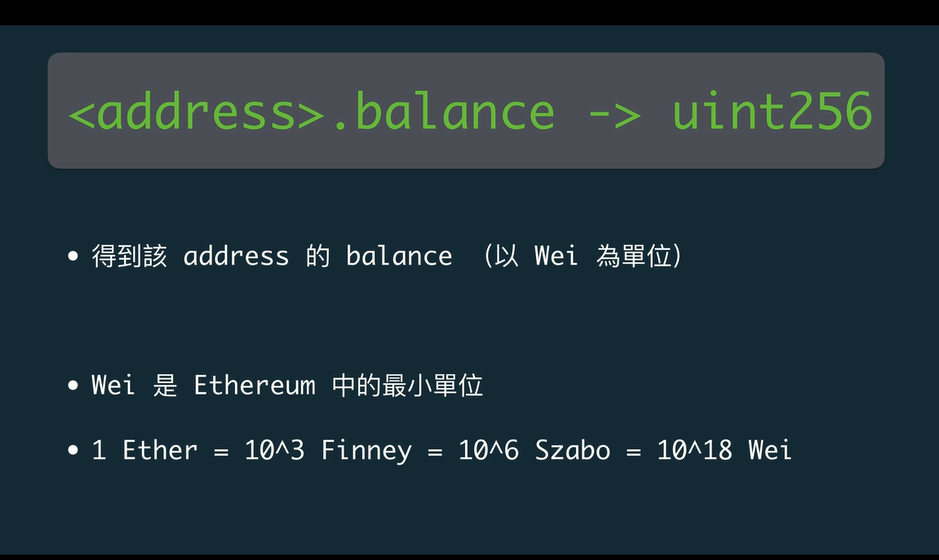 <address>.balance -> uint256
• 得到該 address 的 balance （以 Wei 為單位）
• Wei 是 Ethereum 中的最小單位
• 1 Ether = 10^3 Finney = 10^6 Szabo = 10^18 Wei